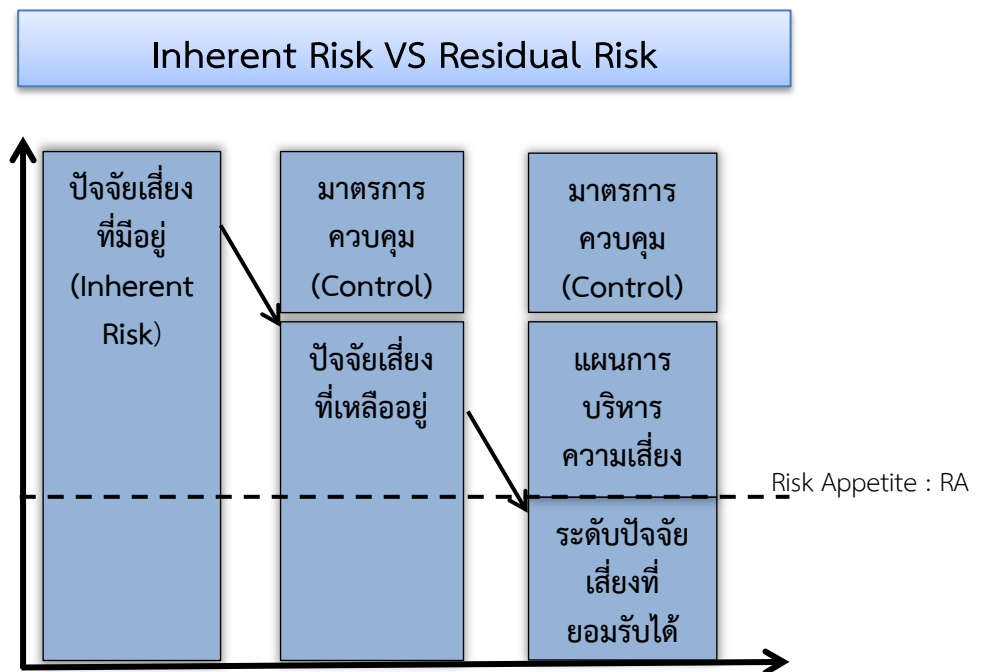 Inherent Risk VS Residual Risk
ปัจจัยเสี่ยง
ที่มีอยู่
(Inherent
Risk)
มาตรการ
ควบคุม
(Control)
ปัจจัยเสี่ยง
ที่เหลืออยู่
มาตรการ
ควบคุม
(Control)
แผนการ
บริหาร
ความเสี่ยง
ระดับปัจจัย
เสี่ยงที่
ยอมรับได้
Risk Appetite : RA